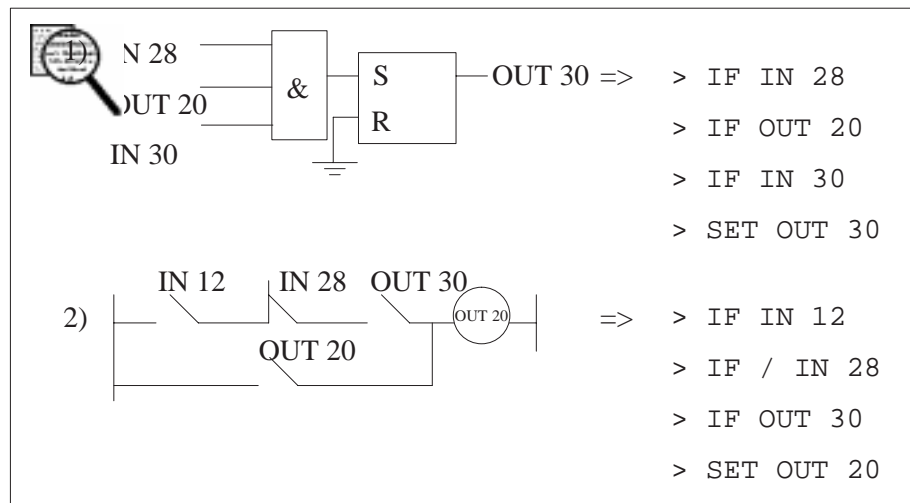 1) IN 28
OUT 20
IN 30
&
S
R
OUT 30 =>
> IF IN 28
> IF OUT 20
> IF IN 30
> SET OUT 30
2)
IN 12 IN 28 OUT 30
OUT 20
OUT 20
=>
> IF IN 12
> IF / IN 28
> IF OUT 30
> SET OUT 20